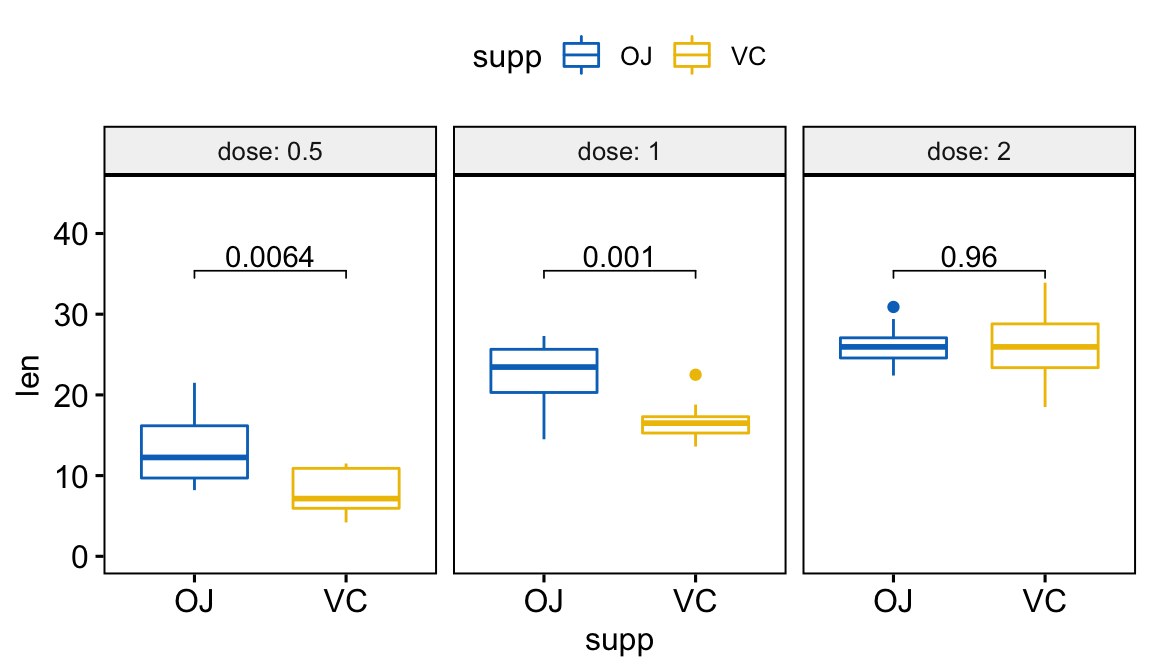 supp OJ VC
dose: 0.5 dose: 1 dose: 2
40
0.0064 0.001 0.96
30
len
20
10
0
OJ VC OJ VC OJ VC
supp